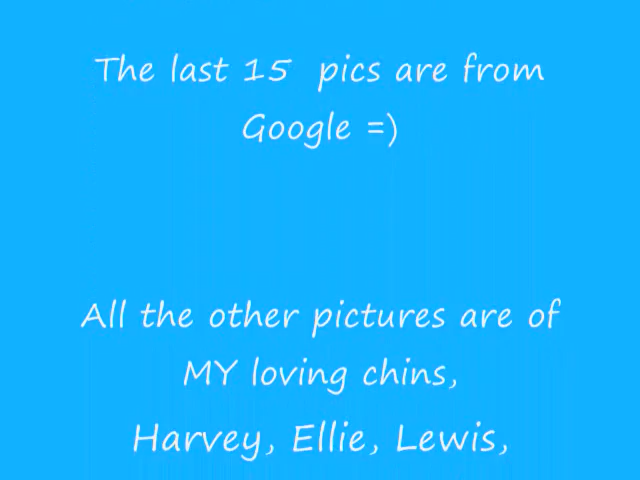 The last 15 pics are from
Google =)
All the other pictures are of
MY loving chins,
Harvey, Ellie, Lewis,